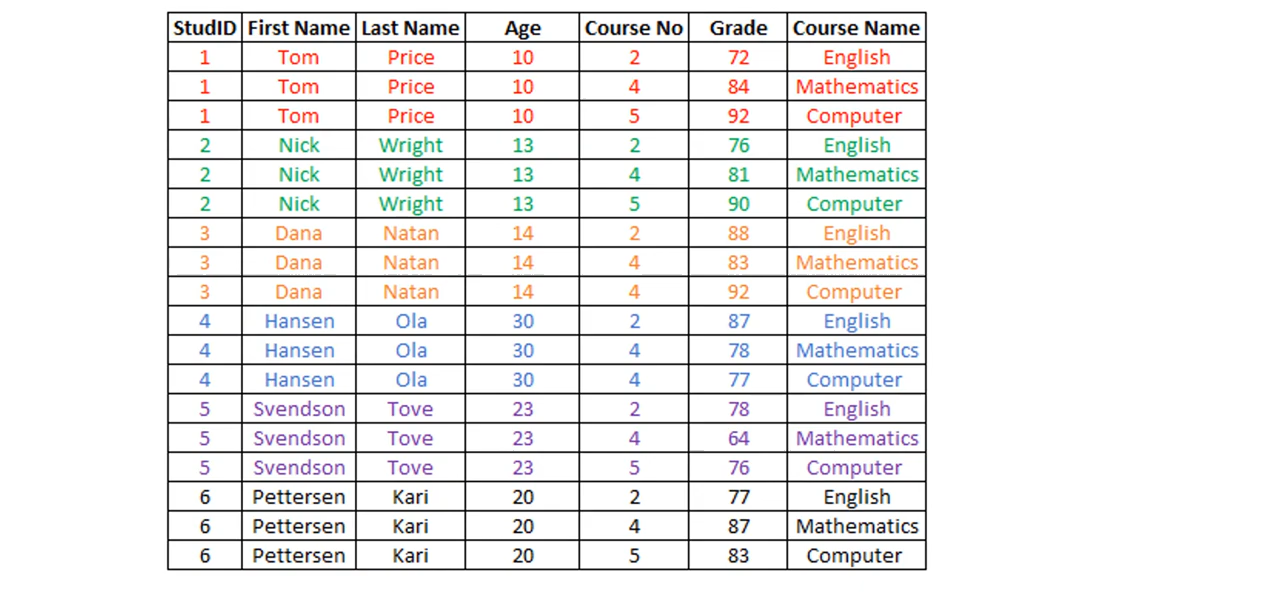 StudID First Name Last Name Age Course No Grade Course Name
1 Tom Price 10 2 72 English
1 Tom Price 10 4 84 Mathematics
1 Tom Price 10 5 92 Computer
2 Nick Wright 13 2 76 English
2 Nick Wright 13 4 81 Mathematics
2 Nick Wright 13 5 90 Computer
3 Dana Natan 14 2 88 English
3 Dana Natan 14 4 83 Mathematics
3 Dana Natan 14 4 92 Computer
4 Hansen Ola 30 2 87 English
4 Hansen Ola 30 4 78 Mathematics
4 Hansen Ola 30 4 77 Computer
5 Svendson Tove 23 2 78 English
5 Svendson Tove 23 4 64 Mathematics
5 Svendson Tove 23 5 76 Computer
6 Pettersen Kari 20 2 77 English
6 Pettersen Kari 20 4 87 Mathematics
6 Pettersen Kari 20 5 83 Computer